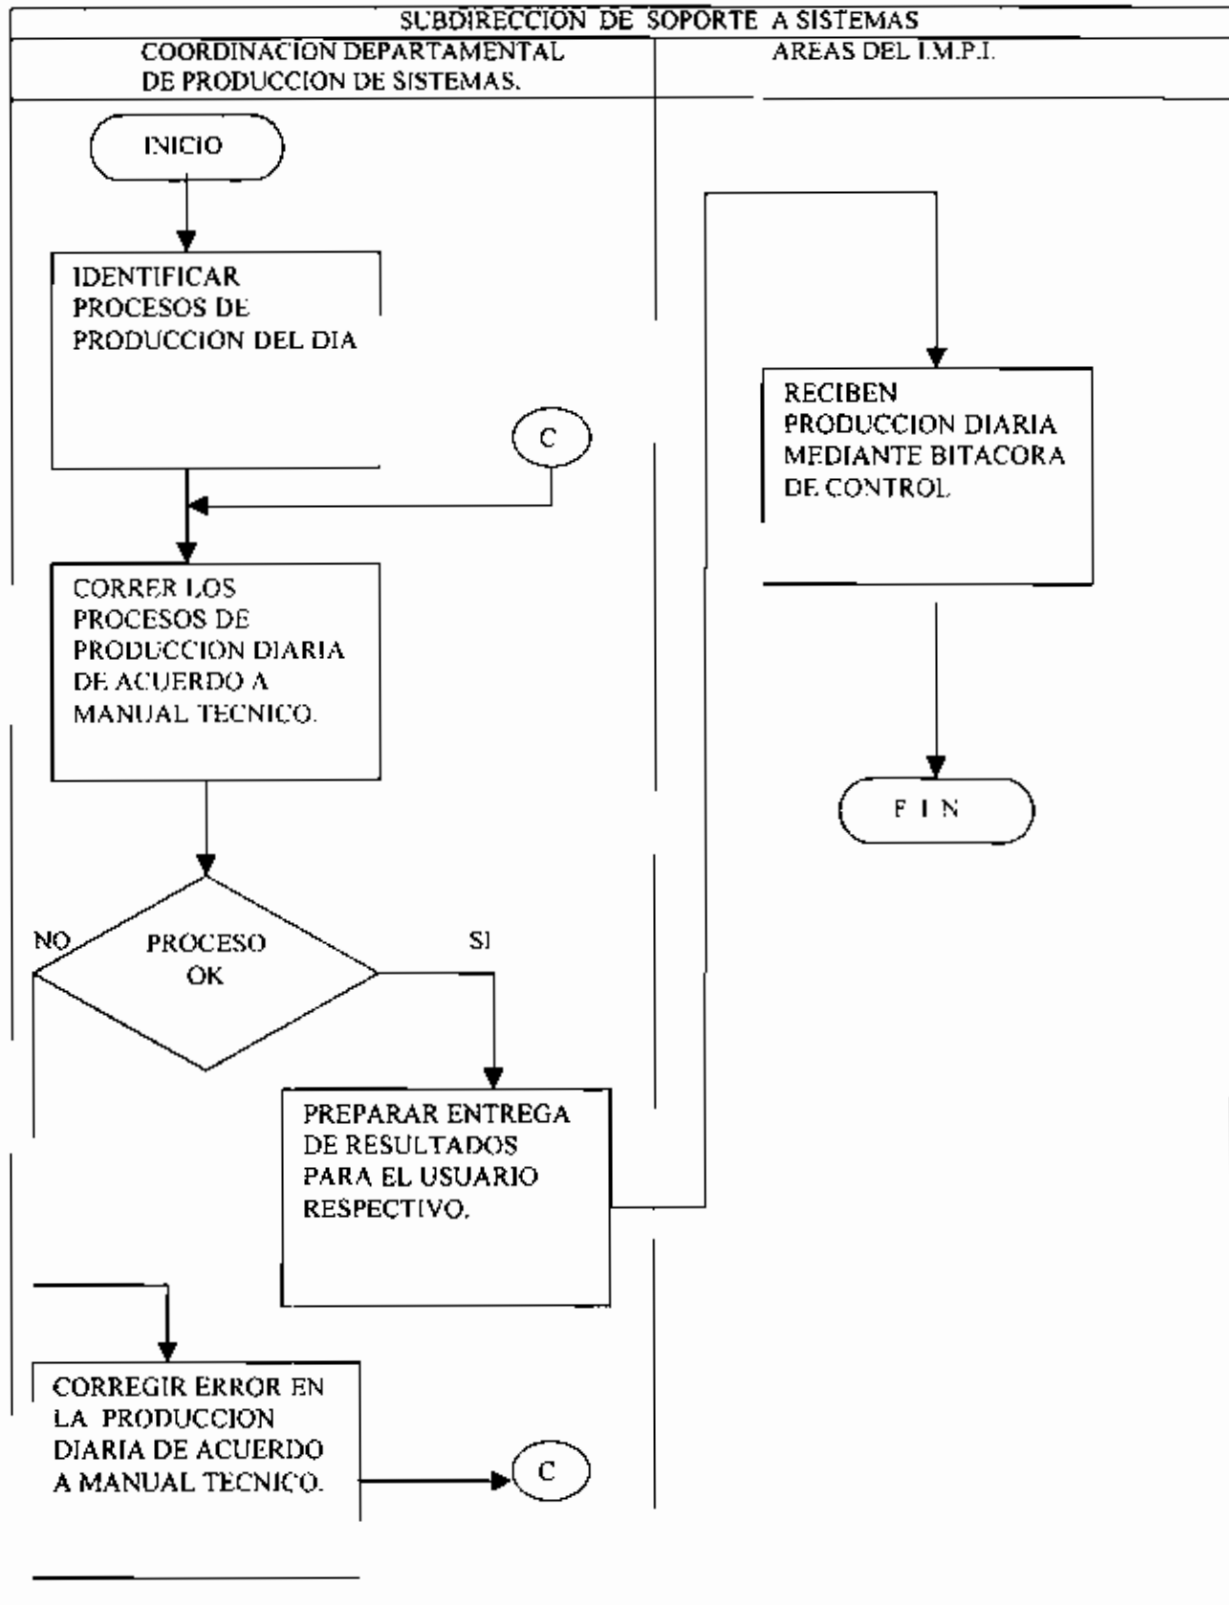 SUBDIRECCION DE SOPORTE A SISTEMAS
COORDINACION DEPARTAMENTAL
DE PRODUCCION DE SISTEMAS.
AREAS DEL I.M.P.I.
INICIO
IDENTIFICAR
PROCESOS DE
PRODUCCION DEL DIA
C
CORRER LOS
PROCESOS DE
PRODUCCION DIARIA
DE ACUERDO A
MANUAL TECNICO.
NO
PROCESO
OK
SI
PREPARAR ENTREGA
DE RESULTADOS
PARA EL USUARIO
RESPECTIVO.
CORREGIR ERROR EN
LA PRODUCCION
DIARIA DE ACUERDO
A MANUAL TECNICO.
C
RECIBEN
PRODUCCION DIARIA
MEDIANTE BITACORA
DE CONTROL
F I N